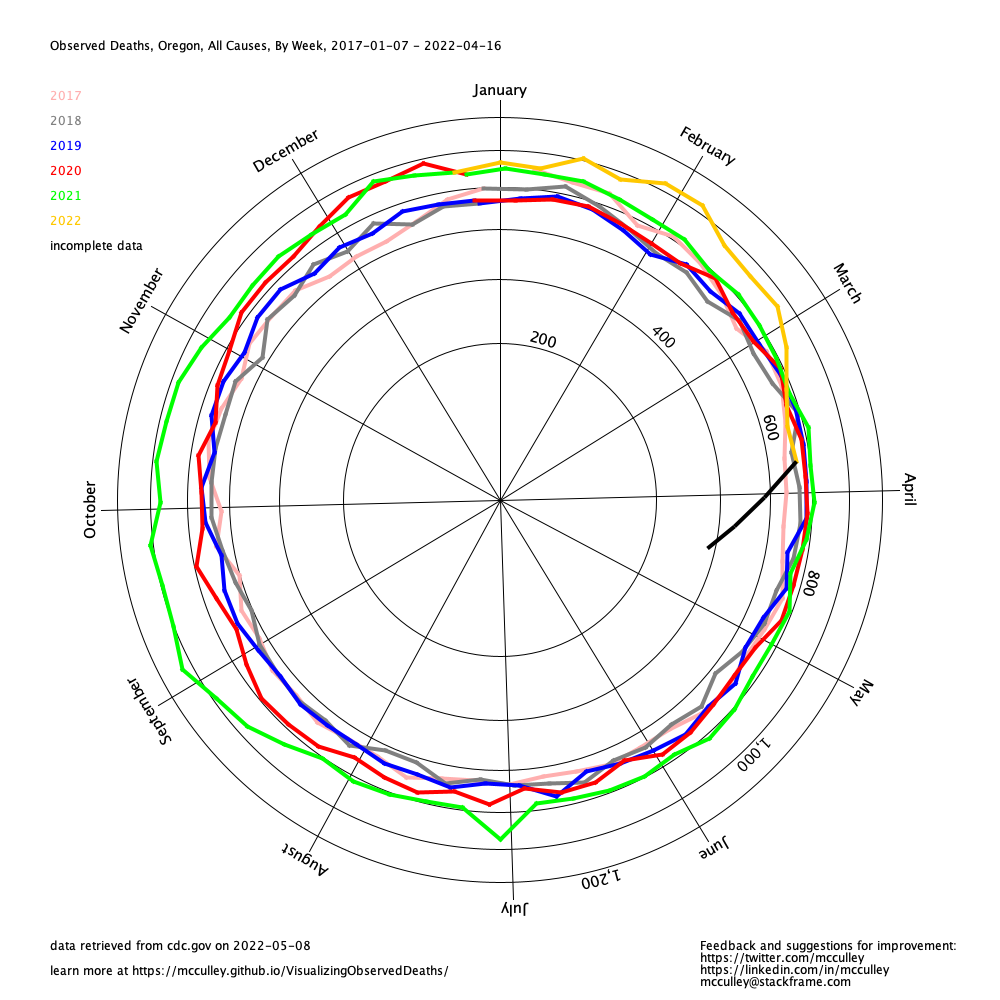 Observed Deaths, Oregon, All Causes, By Week, 2017-01-07 - 2022-04-16
January
2017
2018
2019
2020
2021
2022
incomplete data
December
February
November
March
200
400
600
October
April
800
September
May
1,000
August
June
1,200
July
data retrieved from cdc.gov on 2022-05-08
learn more at https://mcculley.github.io/VisualizingObservedDeaths/
Feedback and suggestions for improvement:
https://twitter.com/mcculley
https://linkedin.com/in/mcculley
mcculley@stackframe.com